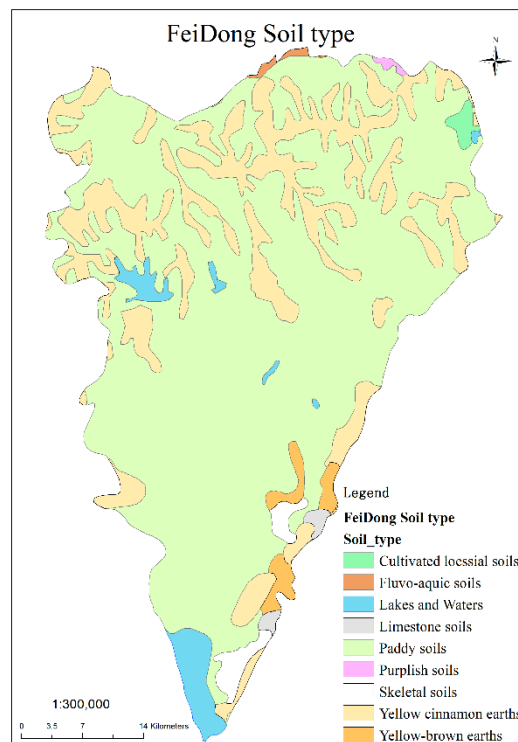 FeiDong Soil type
N
Legend
FeiDong Soil type
Soil_type
Cultivated locssial soils
Fluvo-aquic soils
Lakes and Waters
Limestone soils
Paddy soils
Purplish soils
Skeletal soils
Yellow cinnamon earths
Yellow-brown earths
1:300,000
0 3.5 7 14 Kilometers